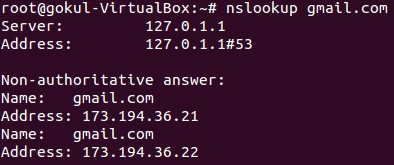 root@gokul-VirtualBox:~# nslookup gmail.com
Server:         127.0.1.1
Address:        127.0.1.1#53

Non-authoritative answer:
Name:   gmail.com
Address: 173.194.36.21
Name:   gmail.com
Address: 173.194.36.22